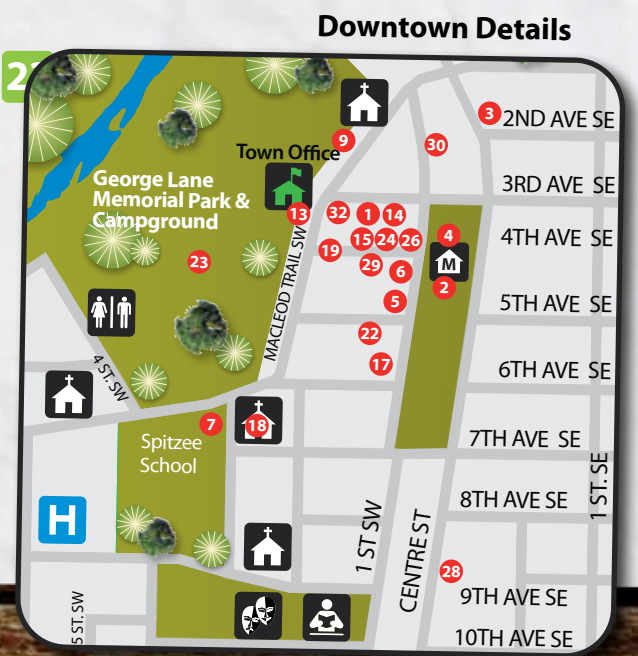 Downtown Details
2
3
2ND AVE SE
9
30
Town Office
George Lane
Memorial Park &
Campground
3RD AVE SE
13
32
1
14
4
4TH AVE SE
15
24
26
19
23
29
6
M
2
5
5TH AVE SE
MACLEOD TRAIL SW
22
17
6TH AVE SE
4 ST. SW
7
18
Spitzee
School
7TH AVE SE
1 ST. SE
8TH AVE SE
H
1 ST SW
CENTRE ST
28
9TH AVE SE
5 ST. SW
10TH AVE SE